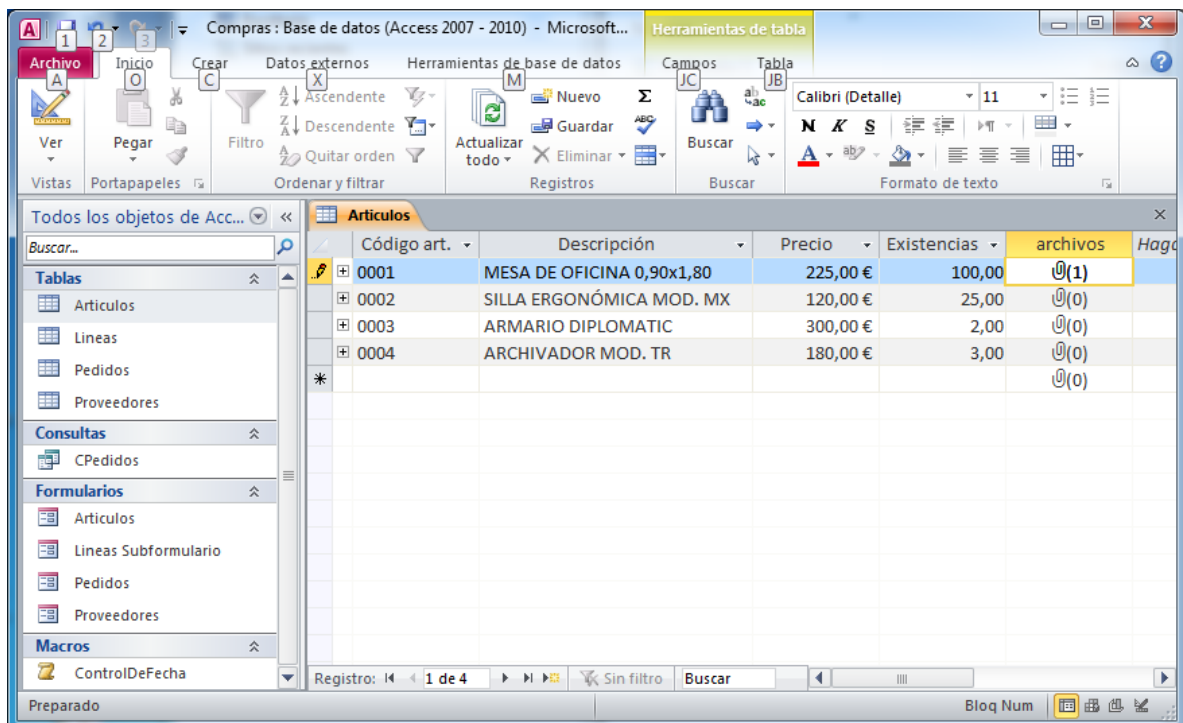 Compras : Base de datos (Access 2007 - 2010) - Microsoft... Herramientas de tabla
1 2 3
Archivo Inicio Crear Datos externos Herramientas de base de datos Campos Tabla
A O C X M JC JB
Ascendente Nuevo Σ Calibri (Detalle) 11
Descendente Guardar N K S
Ver Pegar Filtro Quitar orden Actualizar todo Eliminar Buscar A
Vistas Portapapeles Ordenar y filtrar Registros Buscar Formato de texto
Todos los objetos de Acc... «
Buscar...
Tablas
Articulos
Lineas
Pedidos
Proveedores
Consultas
CPedidos
Formularios
Articulos
Lineas Subformulario
Pedidos
Proveedores
Macros
ControlDeFecha
Articulos
Código art. Descripción Precio Existencias archivos Haga
0001 MESA DE OFICINA 0,90x1,80 225,00 € 100,00 (1)
0002 SILLA ERGONÓMICA MOD. MX 120,00 € 25,00 (0)
0003 ARMARIO DIPLOMATIC 300,00 € 2,00 (0)
0004 ARCHIVADOR MOD. TR 180,00 € 3,00 (0)
(0)
Registro: 1 de 4 Sin filtro Buscar
Preparado Bloq Num